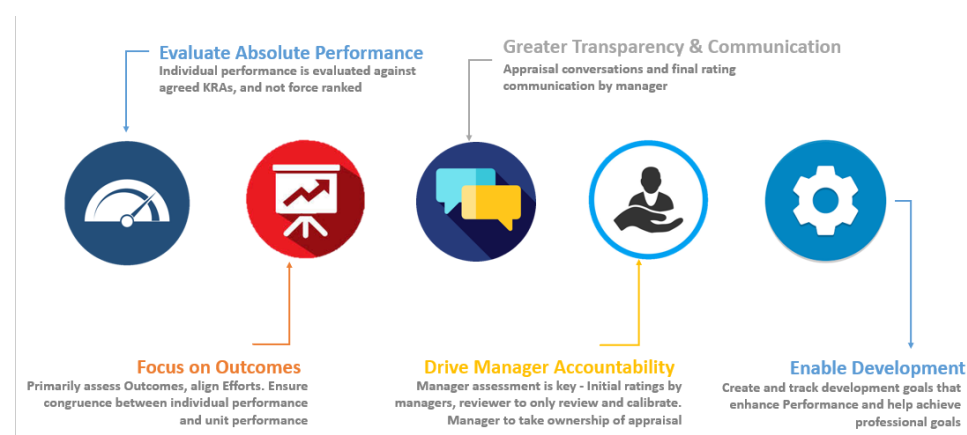 Evaluate Absolute Performance
Individual performance is evaluated against
agreed KRAs, and not force ranked
Greater Transparency & Communication
Appraisal conversations and final rating
communication by manager
Focus on Outcomes
Primarily assess Outcomes, align Efforts. Ensure
congruence between individual performance
and unit performance
Drive Manager Accountability
Manager assessment is key - Initial ratings by
managers, reviewer to only review and calibrate.
Manager to take ownership of appraisal
Enable Development
Create and track development goals that
enhance Performance and help achieve
professional goals